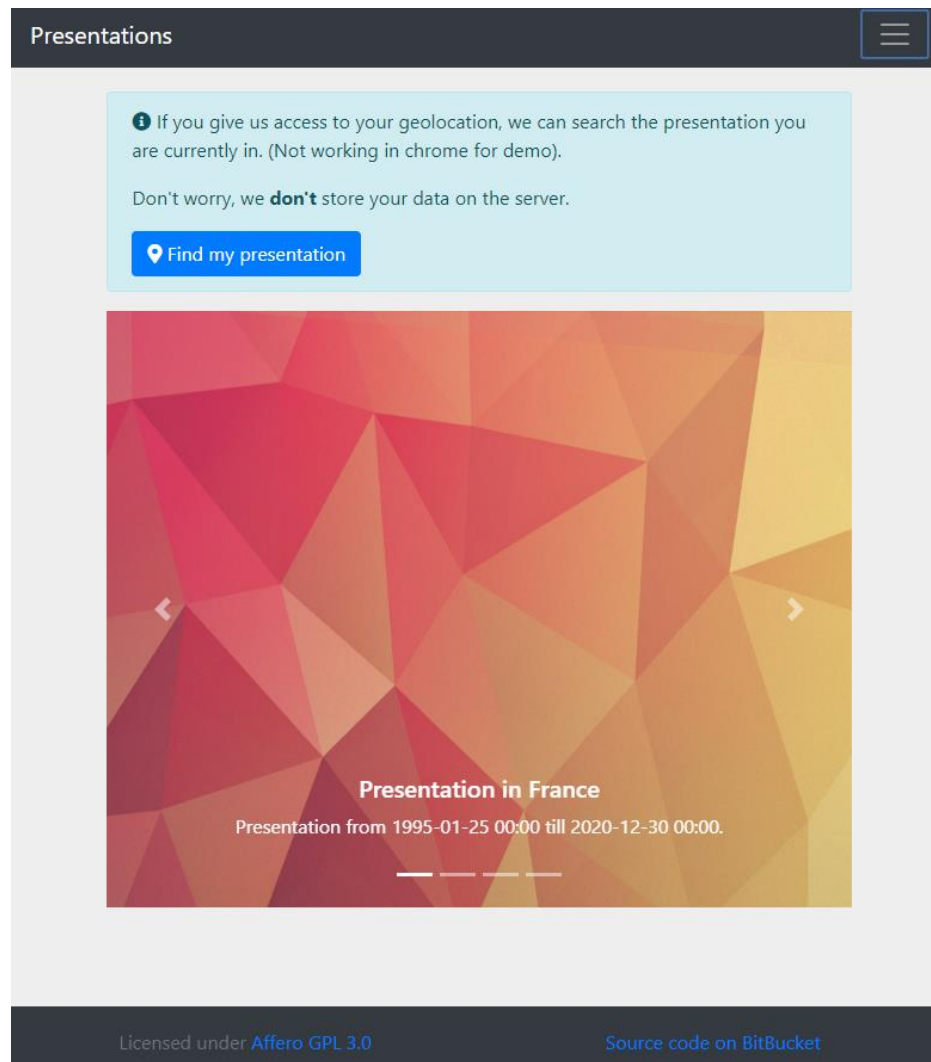 Presentations
If you give us access to your geolocation, we can search the presentation you
are currently in. (Not working in chrome for demo).
Don't worry, we don't store your data on the server.
Find my presentation
Presentation in France
Presentation from 1995-01-25 00:00 till 2020-12-30 00:00.
Licensed under Affero GPL 3.0
Source code on BitBucket